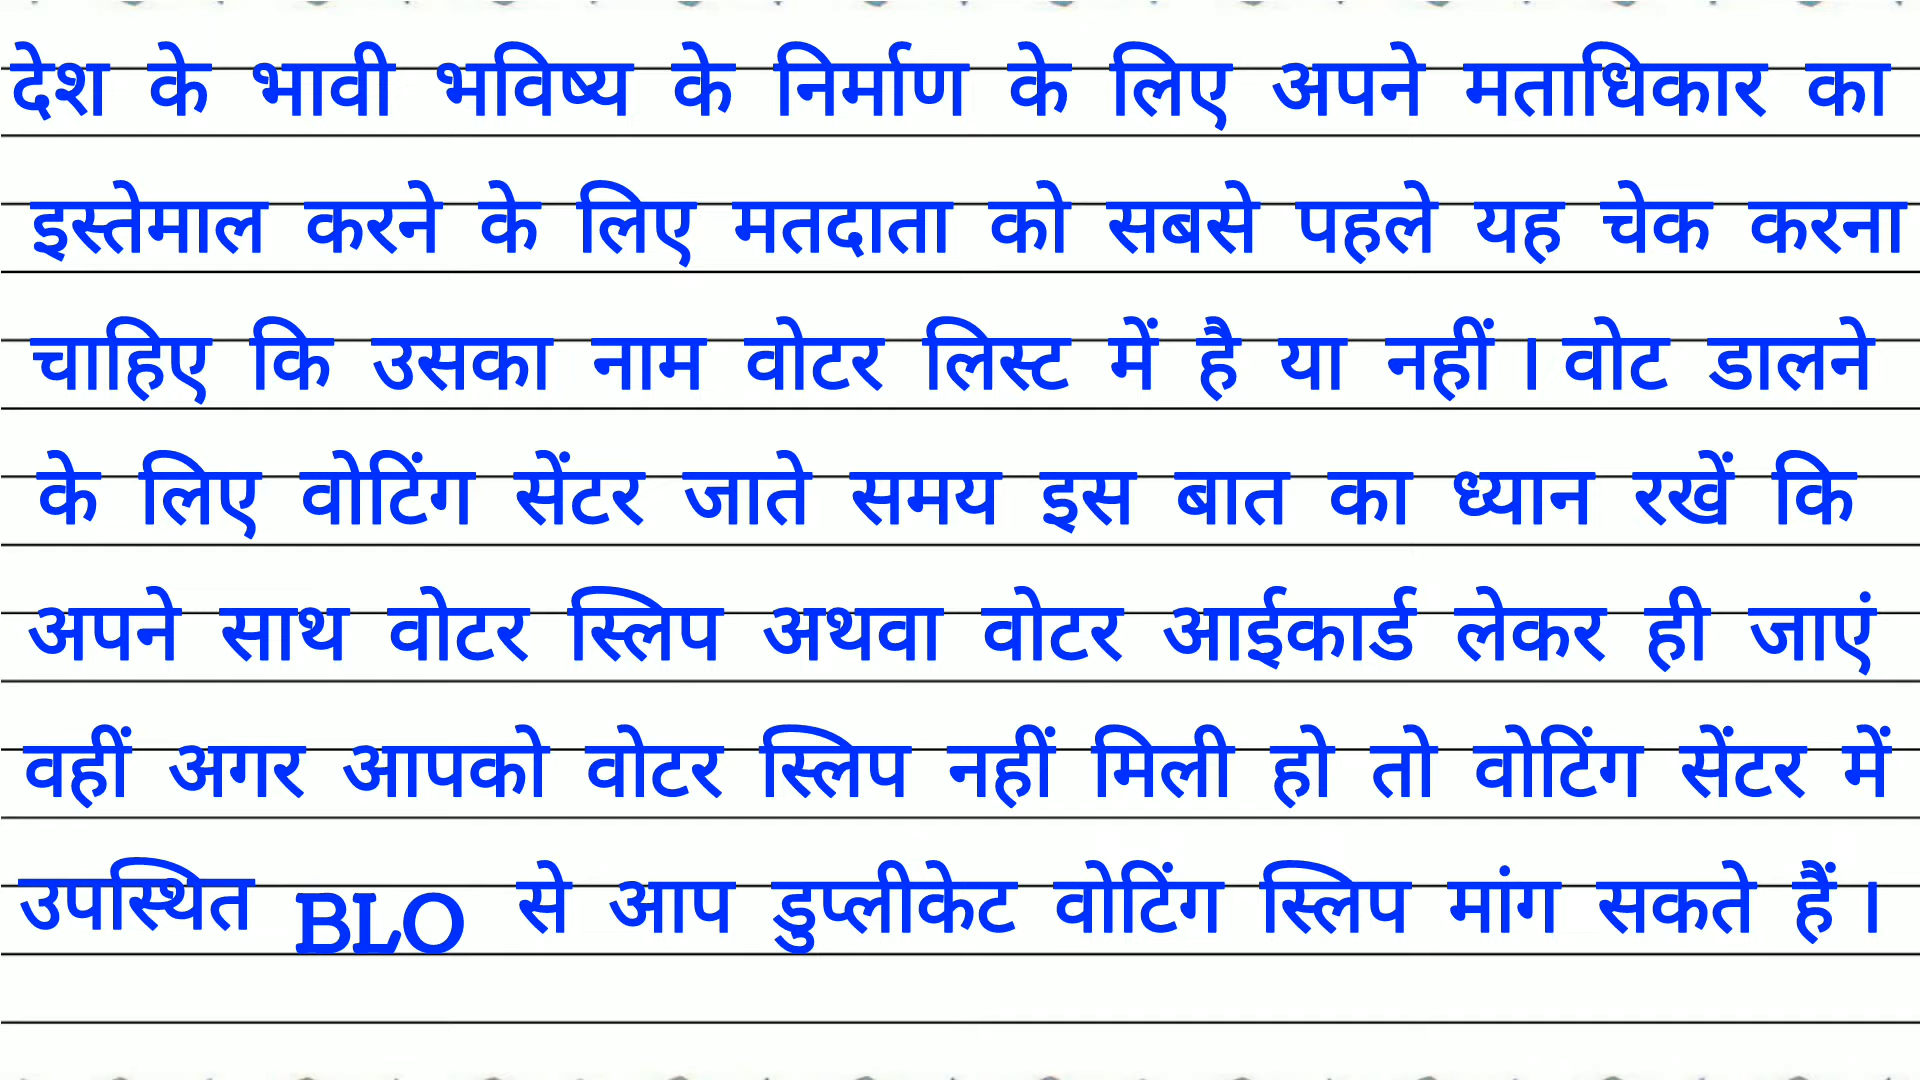 देश के भावी भविष्य के निर्माण के लिए अपने मताधिकार का
इस्तेमाल करने के लिए मतदाता को सबसे पहले यह चेक करना
चाहिए कि उसका नाम वोटर लिस्ट में है या नहीं । वोट डालने
के लिए वोटिंग सेंटर जाते समय इस बात का ध्यान रखें कि
अपने साथ वोटर स्लिप अथवा वोटर आईकार्ड लेकर ही जाएं
वहीं अगर आपको वोटर स्लिप नहीं मिली हो तो वोटिंग सेंटर में
उपस्थित BLO से आप डुप्लीकेट वोटिंग स्लिप मांग सकते हैं ।